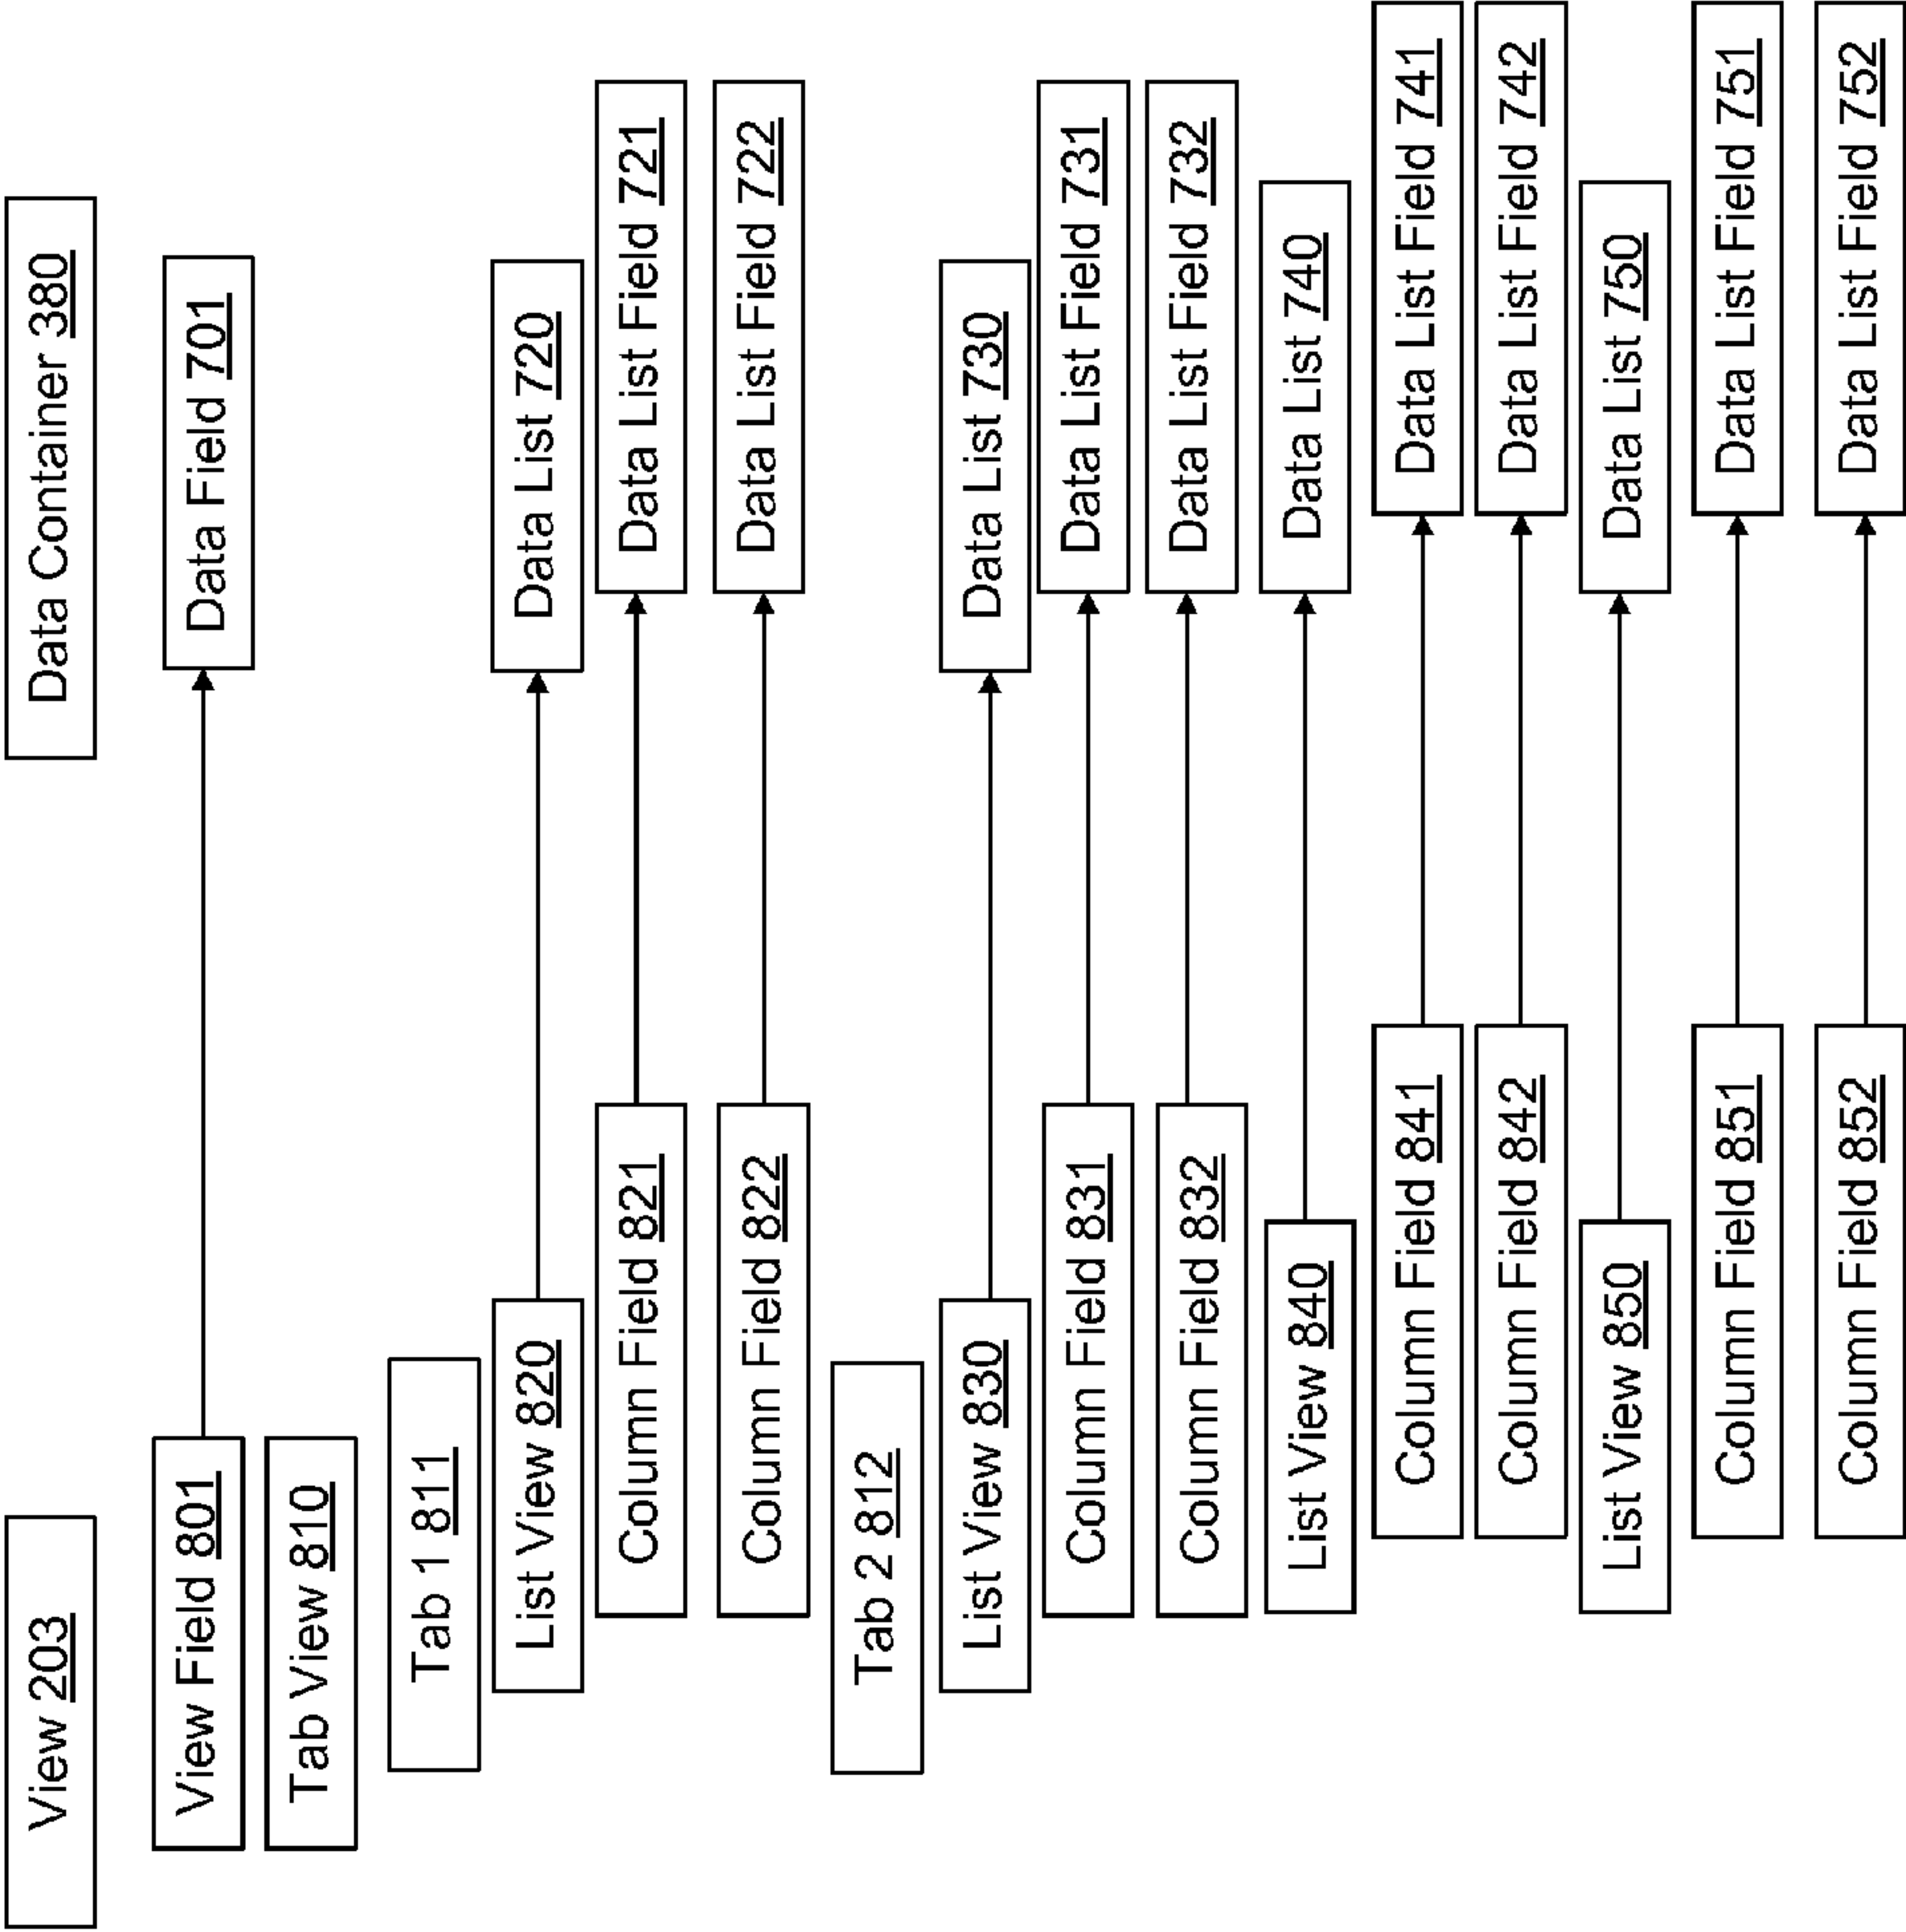 View 203
Data Container 380
View Field 801
Data Field 701
Tab View 810
Tab 1 811
List View 820
Data List 720
Column Field 821
Data List Field 721
Column Field 822
Data List Field 722
Tab 2 812
List View 830
Data List 730
Column Field 831
Data List Field 731
Column Field 832
Data List Field 732
List View 840
Data List 740
Column Field 841
Data List Field 741
Column Field 842
Data List Field 742
List View 850
Data List 750
Column Field 851
Data List Field 751
Column Field 852
Data List Field 752